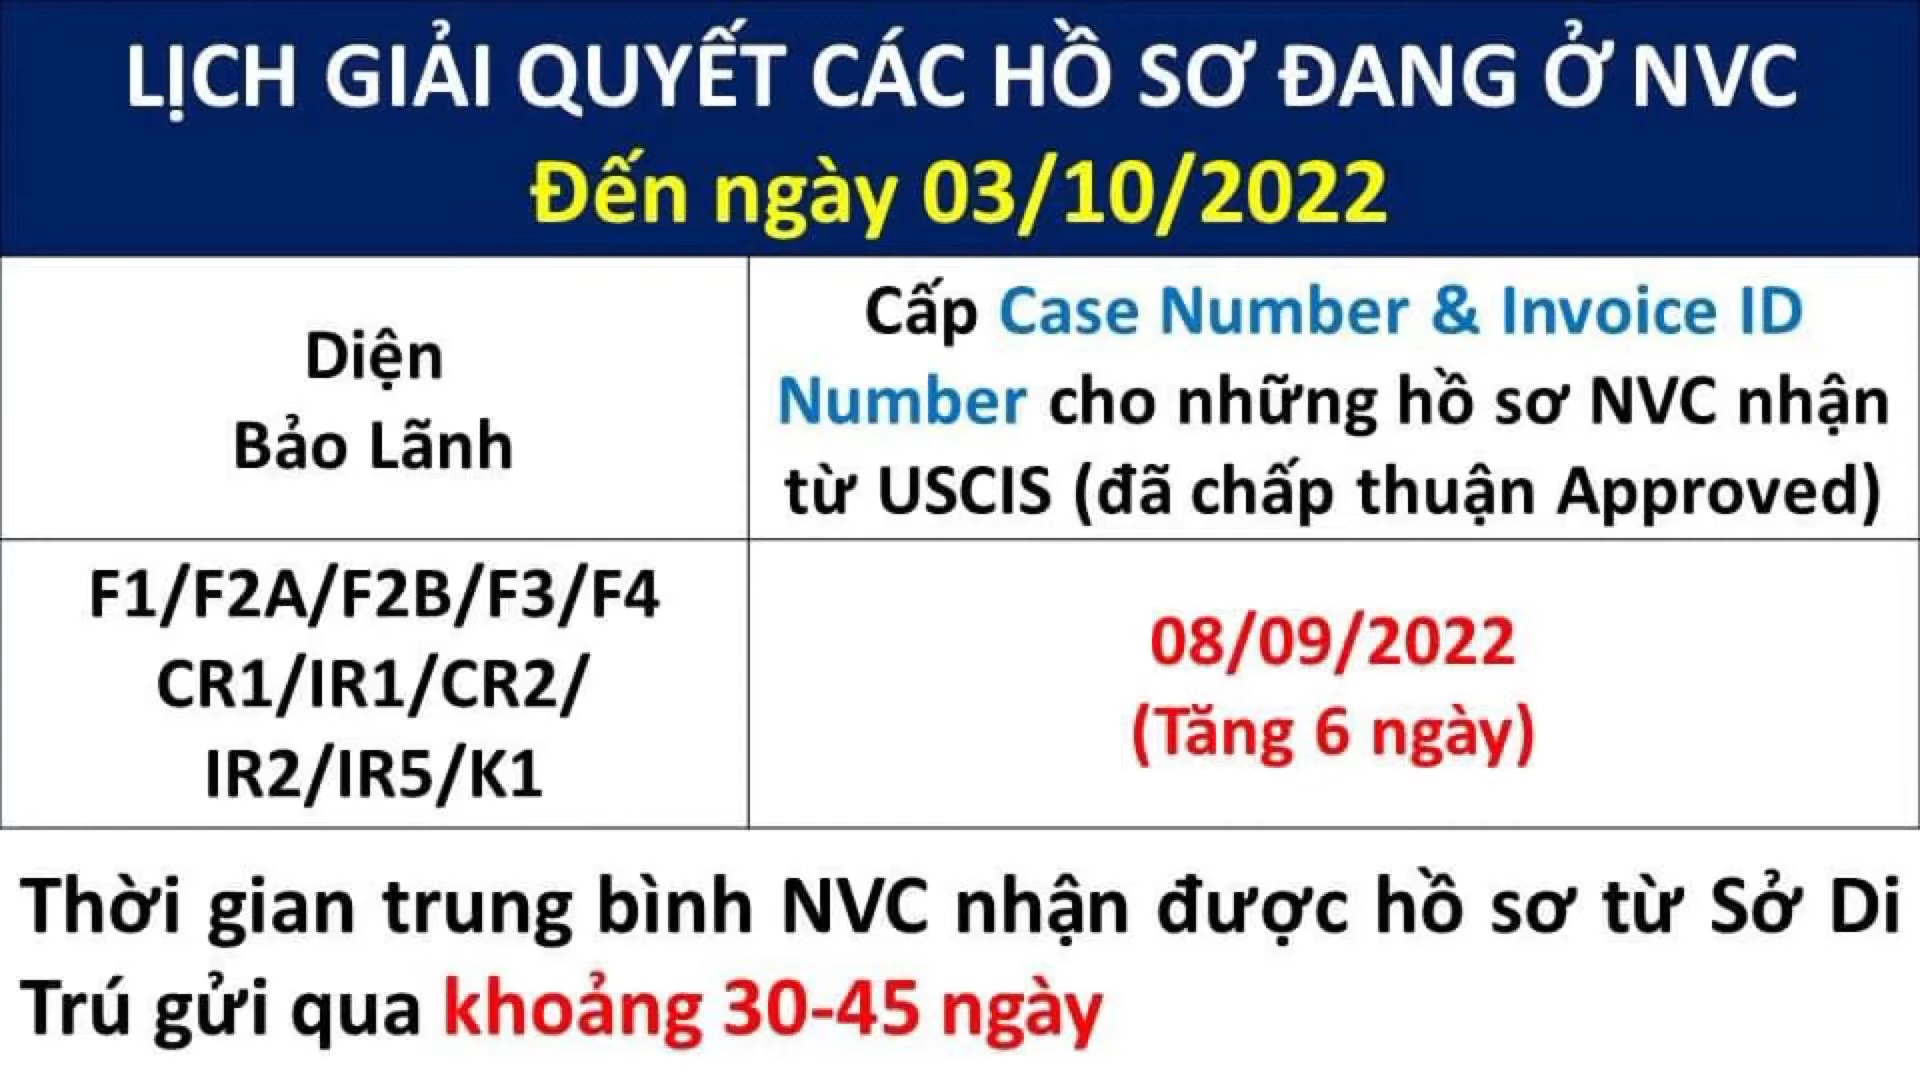 LỊCH GIẢI QUYẾT CÁC HỒ SƠ ĐANG Ở NVC
Đến ngày 03/10/2022
Diện
Bảo Lãnh
Cấp Case Number & Invoice ID
Number cho những hồ sơ NVC nhận
từ USCIS (đã chấp thuận Approved)
F1/F2A/F2B/F3/F4
CR1/IR1/CR2/
IR2/IR5/K1
08/09/2022
(Tăng 6 ngày)
Thời gian trung bình NVC nhận được hồ sơ từ Sở Di
Trú gửi qua khoảng 30-45 ngày